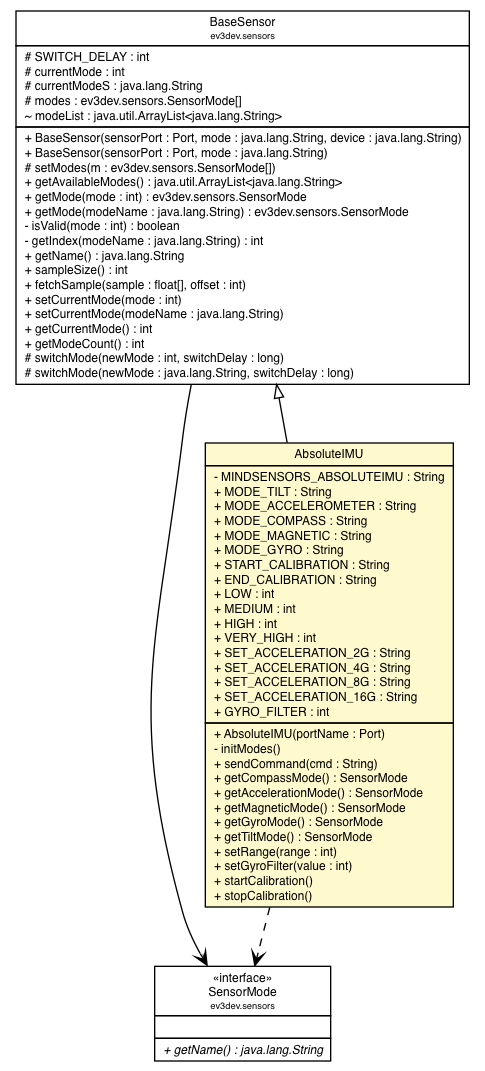 BaseSensor
ev3dev.sensors
# SWITCH_DELAY : int
# currentMode : int
# currentModeS : java.lang.String
# modes : ev3dev.sensors.SensorMode[]
~ modeList : java.util.ArrayList<java.lang.String>
+ BaseSensor(sensorPort : Port, mode : java.lang.String, device : java.lang.String)
+ BaseSensor(sensorPort : Port, mode : java.lang.String)
# setModes(m : ev3dev.sensors.SensorMode[])
+ getAvailableModes() : java.util.ArrayList<java.lang.String>
+ getMode(mode : int) : ev3dev.sensors.SensorMode
+ getMode(modeName : java.lang.String) : ev3dev.sensors.SensorMode
- isValid(mode : int) : boolean
- getIndex(modeName : java.lang.String) : int
+ getName() : java.lang.String
+ sampleSize() : int
+ fetchSample(sample : float[], offset : int)
+ setCurrentMode(mode : int)
+ setCurrentMode(modeName : java.lang.String)
+ getCurrentMode() : int
+ getModeCount() : int
# switchMode(newMode : int, switchDelay : long)
# switchMode(newMode : java.lang.String, switchDelay : long)
AbsoluteIMU
- MINDSENSORS_ABSOLUTEIMU : String
+ MODE_TILT : String
+ MODE_ACCELEROMETER : String
+ MODE_COMPASS : String
+ MODE_MAGNETIC : String
+ MODE_GYRO : String
+ START_CALIBRATION : String
+ END_CALIBRATION : String
+ LOW : int
+ MEDIUM : int
+ HIGH : int
+ VERY_HIGH : int
+ SET_ACCELERATION_2G : String
+ SET_ACCELERATION_4G : String
+ SET_ACCELERATION_8G : String
+ SET_ACCELERATION_16G : String
+ GYRO_FILTER : int
+ AbsoluteIMU(portName : Port)
- initModes()
+ sendCommand(cmd : String)
+ getCompassMode() : SensorMode
+ getAccelerationMode() : SensorMode
+ getMagneticMode() : SensorMode
+ getGyroMode() : SensorMode
+ getTiltMode() : SensorMode
+ setRange(range : int)
+ setGyroFilter(value : int)
+ startCalibration()
+ stopCalibration()
«interface»
SensorMode
ev3dev.sensors
+ getName() : java.lang.String